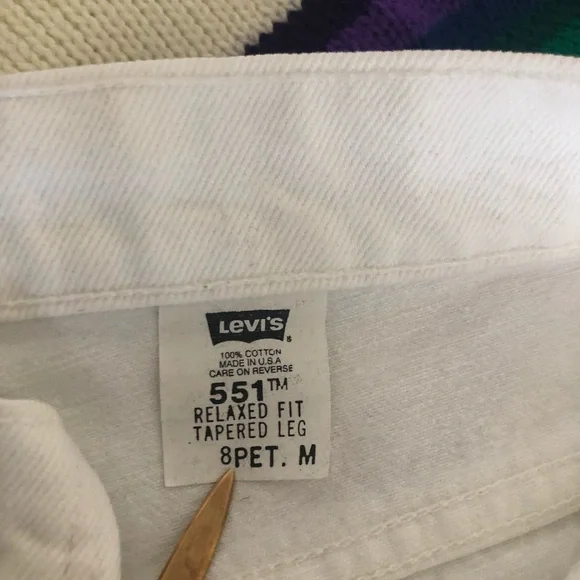 Levi's
100% COTTON
MADE IN U.S.A
CARE ON REVERSE
551™
RELAXED FIT
TAPERED LEG
8PET. M